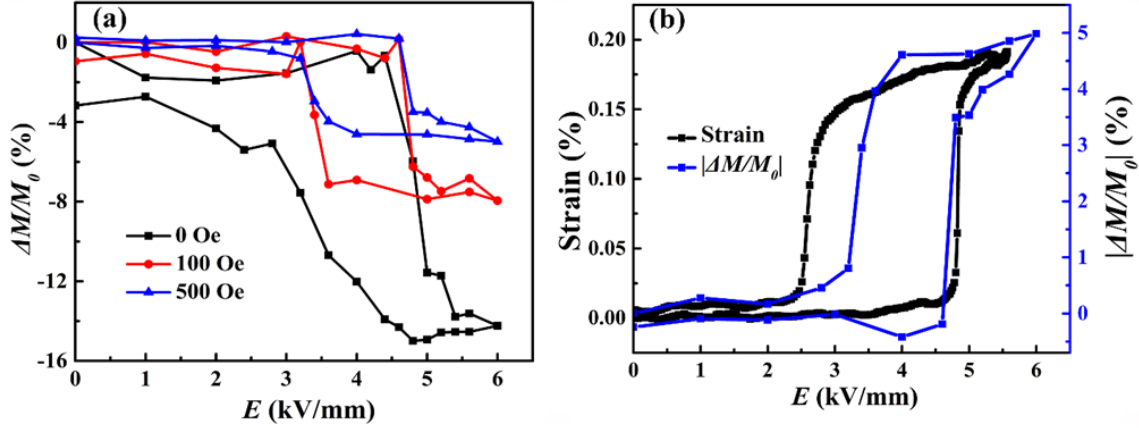 (a)
0
-4
-8
-12
-16
ΔM/M0 (%)
0 Oe
100 Oe
500 Oe
0 1 2 3 4 5 6
E (kV/mm)
(b)
0.20
0.15
0.10
0.05
0.00
Strain (%)
Strain
|ΔM/M0|
5
4
3
2
1
0
|ΔM/M0| (%)
0 1 2 3 4 5 6
E (kV/mm)